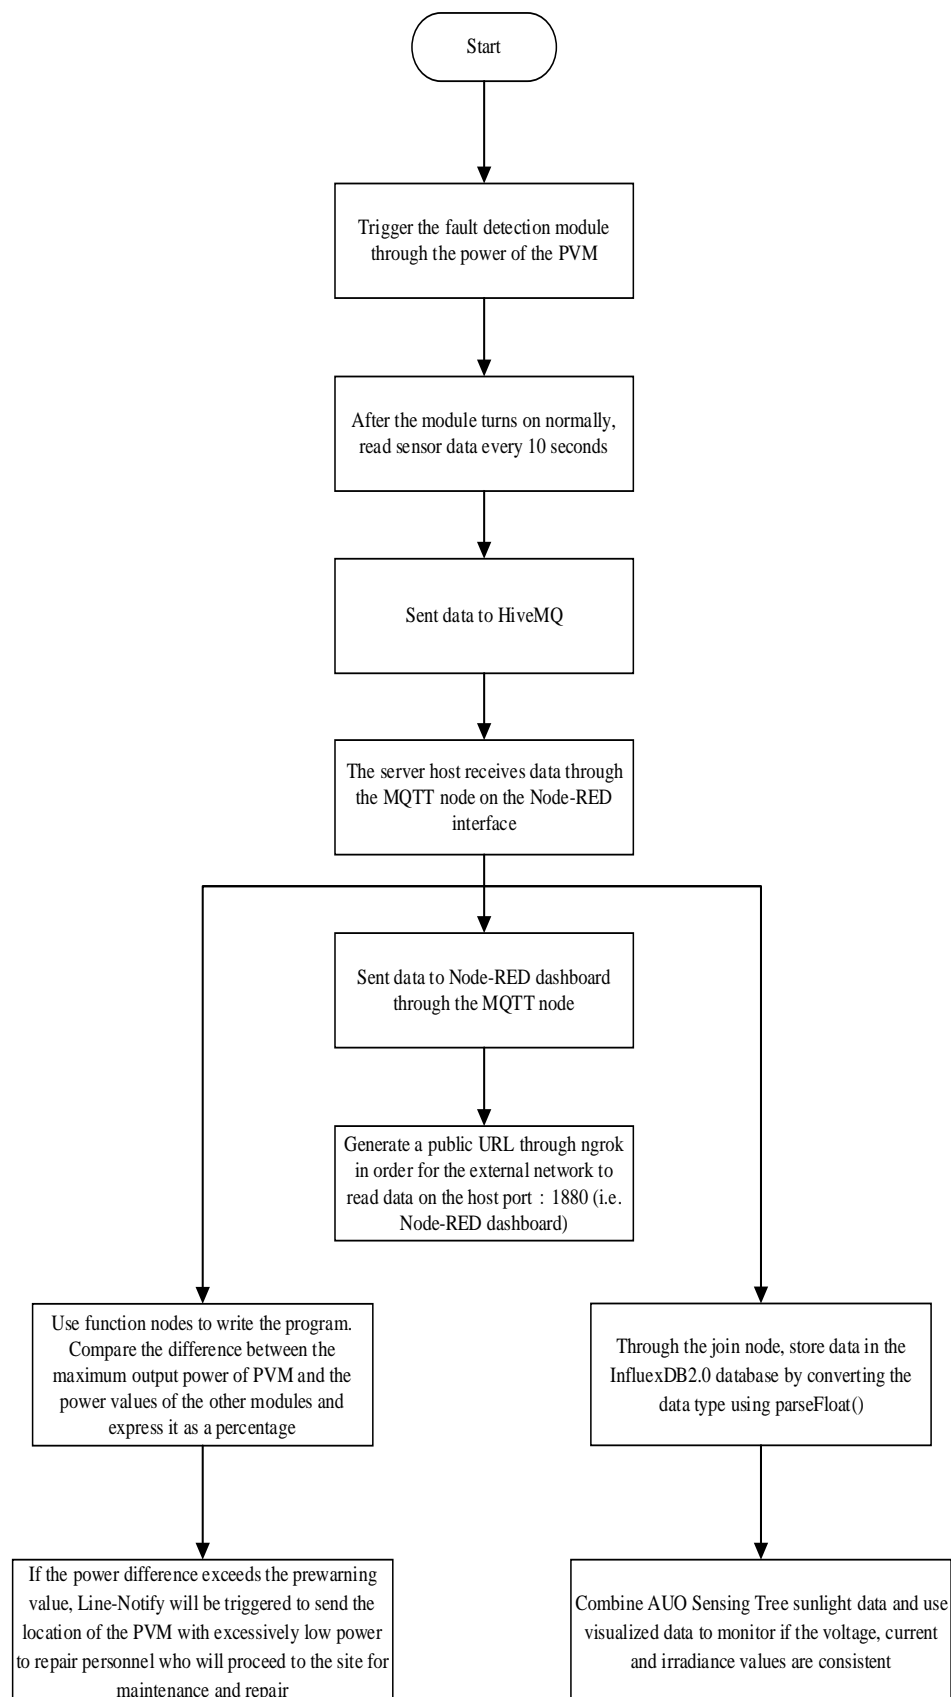 Start
Trigger the fault detection module
through the power of the PVM
After the module turns on normally,
read sensor data every 10 seconds
Sent data to HiveMQ
The server host receives data through
the MQTT node on the Node-RED
interface
Sent data to Node-RED dashboard
through the MQTT node
Generate a public URL through ngrok
in order for the external network to
read data on the host port：1880 (i.e.
Node-RED dashboard)
Use function nodes to write the program.
Compare the difference between the
maximum output power of PVM and the
power values of the other modules and
express it as a percentage
Through the join node, store data in the
InfluexDB2.0 database by converting the
data type using parseFloat()
If the power difference exceeds the prewarning
value, Line-Notify will be triggered to send the
location of the PVM with excessively low power
to repair personnel who will proceed to the site for
maintenance and repair
Combine AUO Sensing Tree sunlight data and use
visualized data to monitor if the voltage, current
and irradiance values are consistent